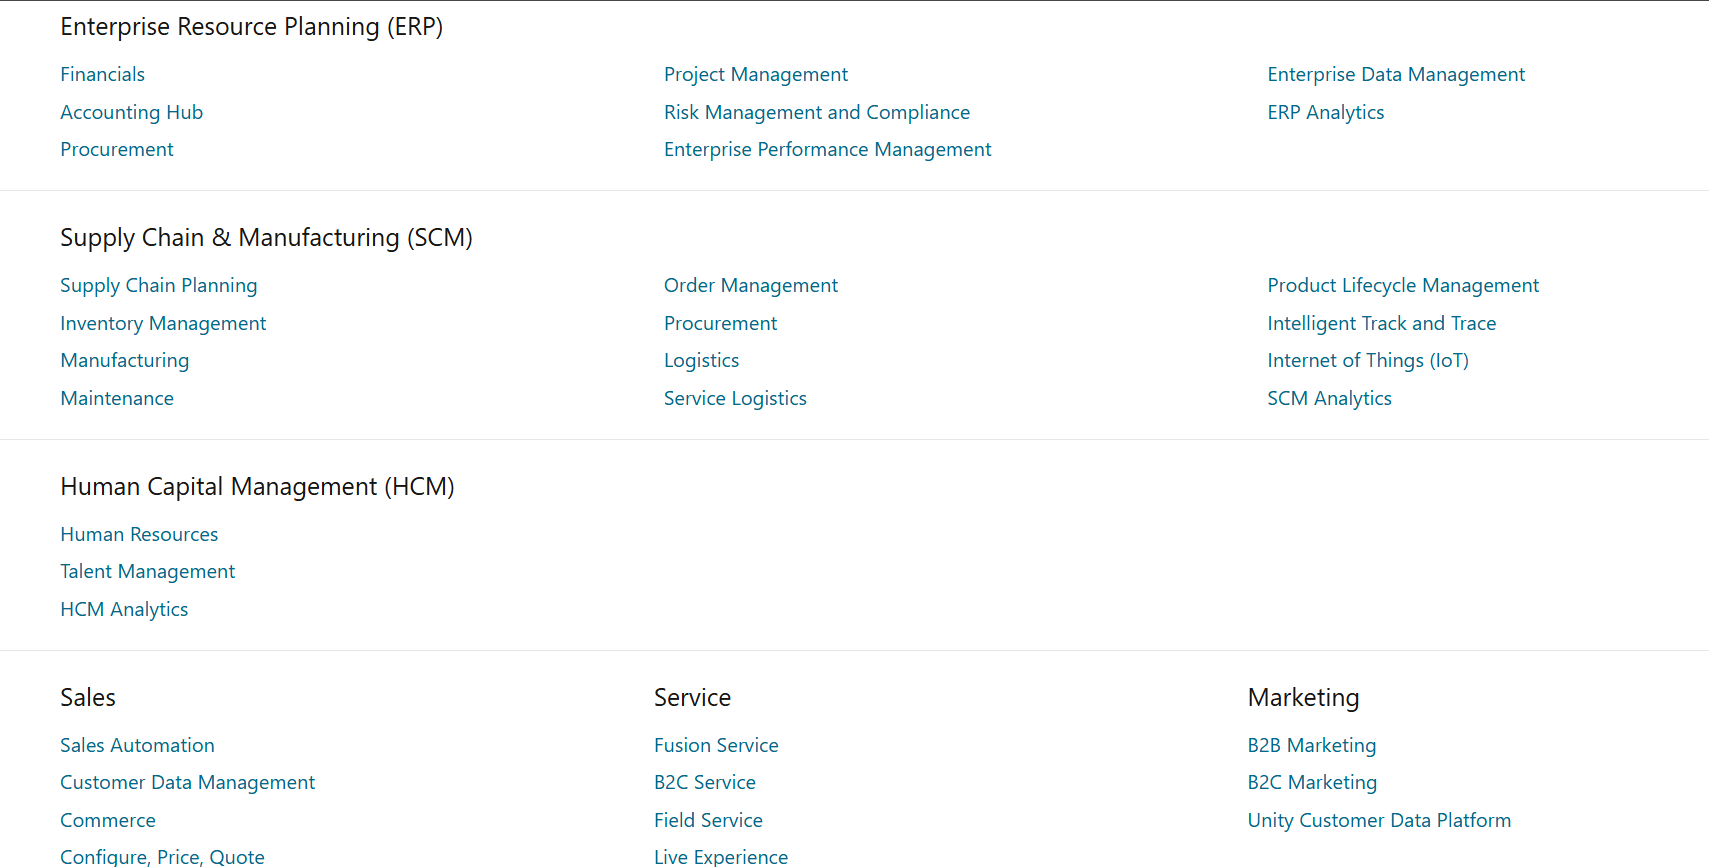 Enterprise Resource Planning (ERP)
Financials
Accounting Hub
Procurement
Project Management
Risk Management and Compliance
Enterprise Performance Management
Enterprise Data Management
ERP Analytics
Supply Chain & Manufacturing (SCM)
Supply Chain Planning
Inventory Management
Manufacturing
Maintenance
Order Management
Procurement
Logistics
Service Logistics
Product Lifecycle Management
Intelligent Track and Trace
Internet of Things (IoT)
SCM Analytics
Human Capital Management (HCM)
Human Resources
Talent Management
HCM Analytics
Sales
Sales Automation
Customer Data Management
Commerce
Configure, Price, Quote
Service
Fusion Service
B2C Service
Field Service
Live Experience
Marketing
B2B Marketing
B2C Marketing
Unity Customer Data Platform